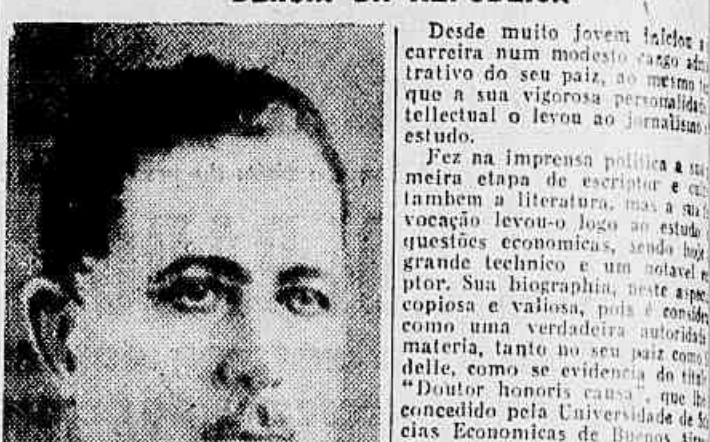 Desde muito jovem iniciou a
carreira num modesto cargo
trativo do seu paiz, ao mesmo
que a sua vigorosa
tellectual o levou ao jornalismo
estudo.
Fez na imprensa politica a
meira etapa de escriptor e
tambem a literatura, mas a sua
vocação levou-o logo ao estudo
questões economicas, sendo hoje
grande technico e um notavel
ptor. Sua biographia, neste
copiosa e valiosa, pois é
como uma verdadeira
materia, tanto no seu paiz como
delle, como se evidencia do
"Doutor honoris causa", que lhe
concedido pela Universidade de
cias Economicas de Buenos